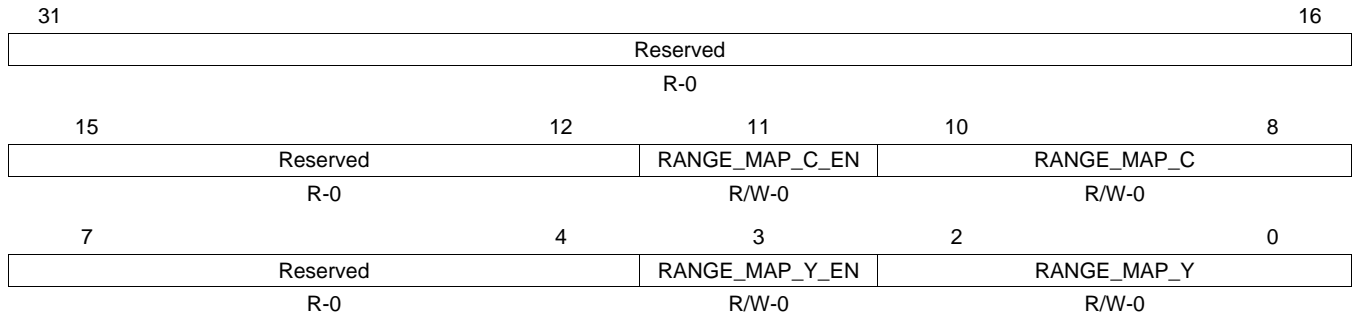 31 16
Reserved
R-0
15 12 11 10 8
Reserved RANGE_MAP_C_EN RANGE_MAP_C
R-0 R/W-0 R/W-0
7 4 3 2 0
Reserved RANGE_MAP_Y_EN RANGE_MAP_Y
R-0 R/W-0 R/W-0